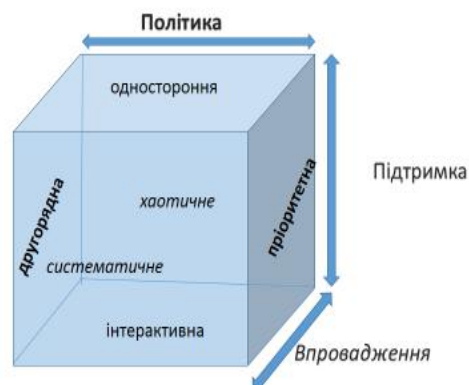 Політика
одностороння
Підтримка
пріоритетна
другорядна
хаотичне
систематичне
інтерактивна
Впровадження